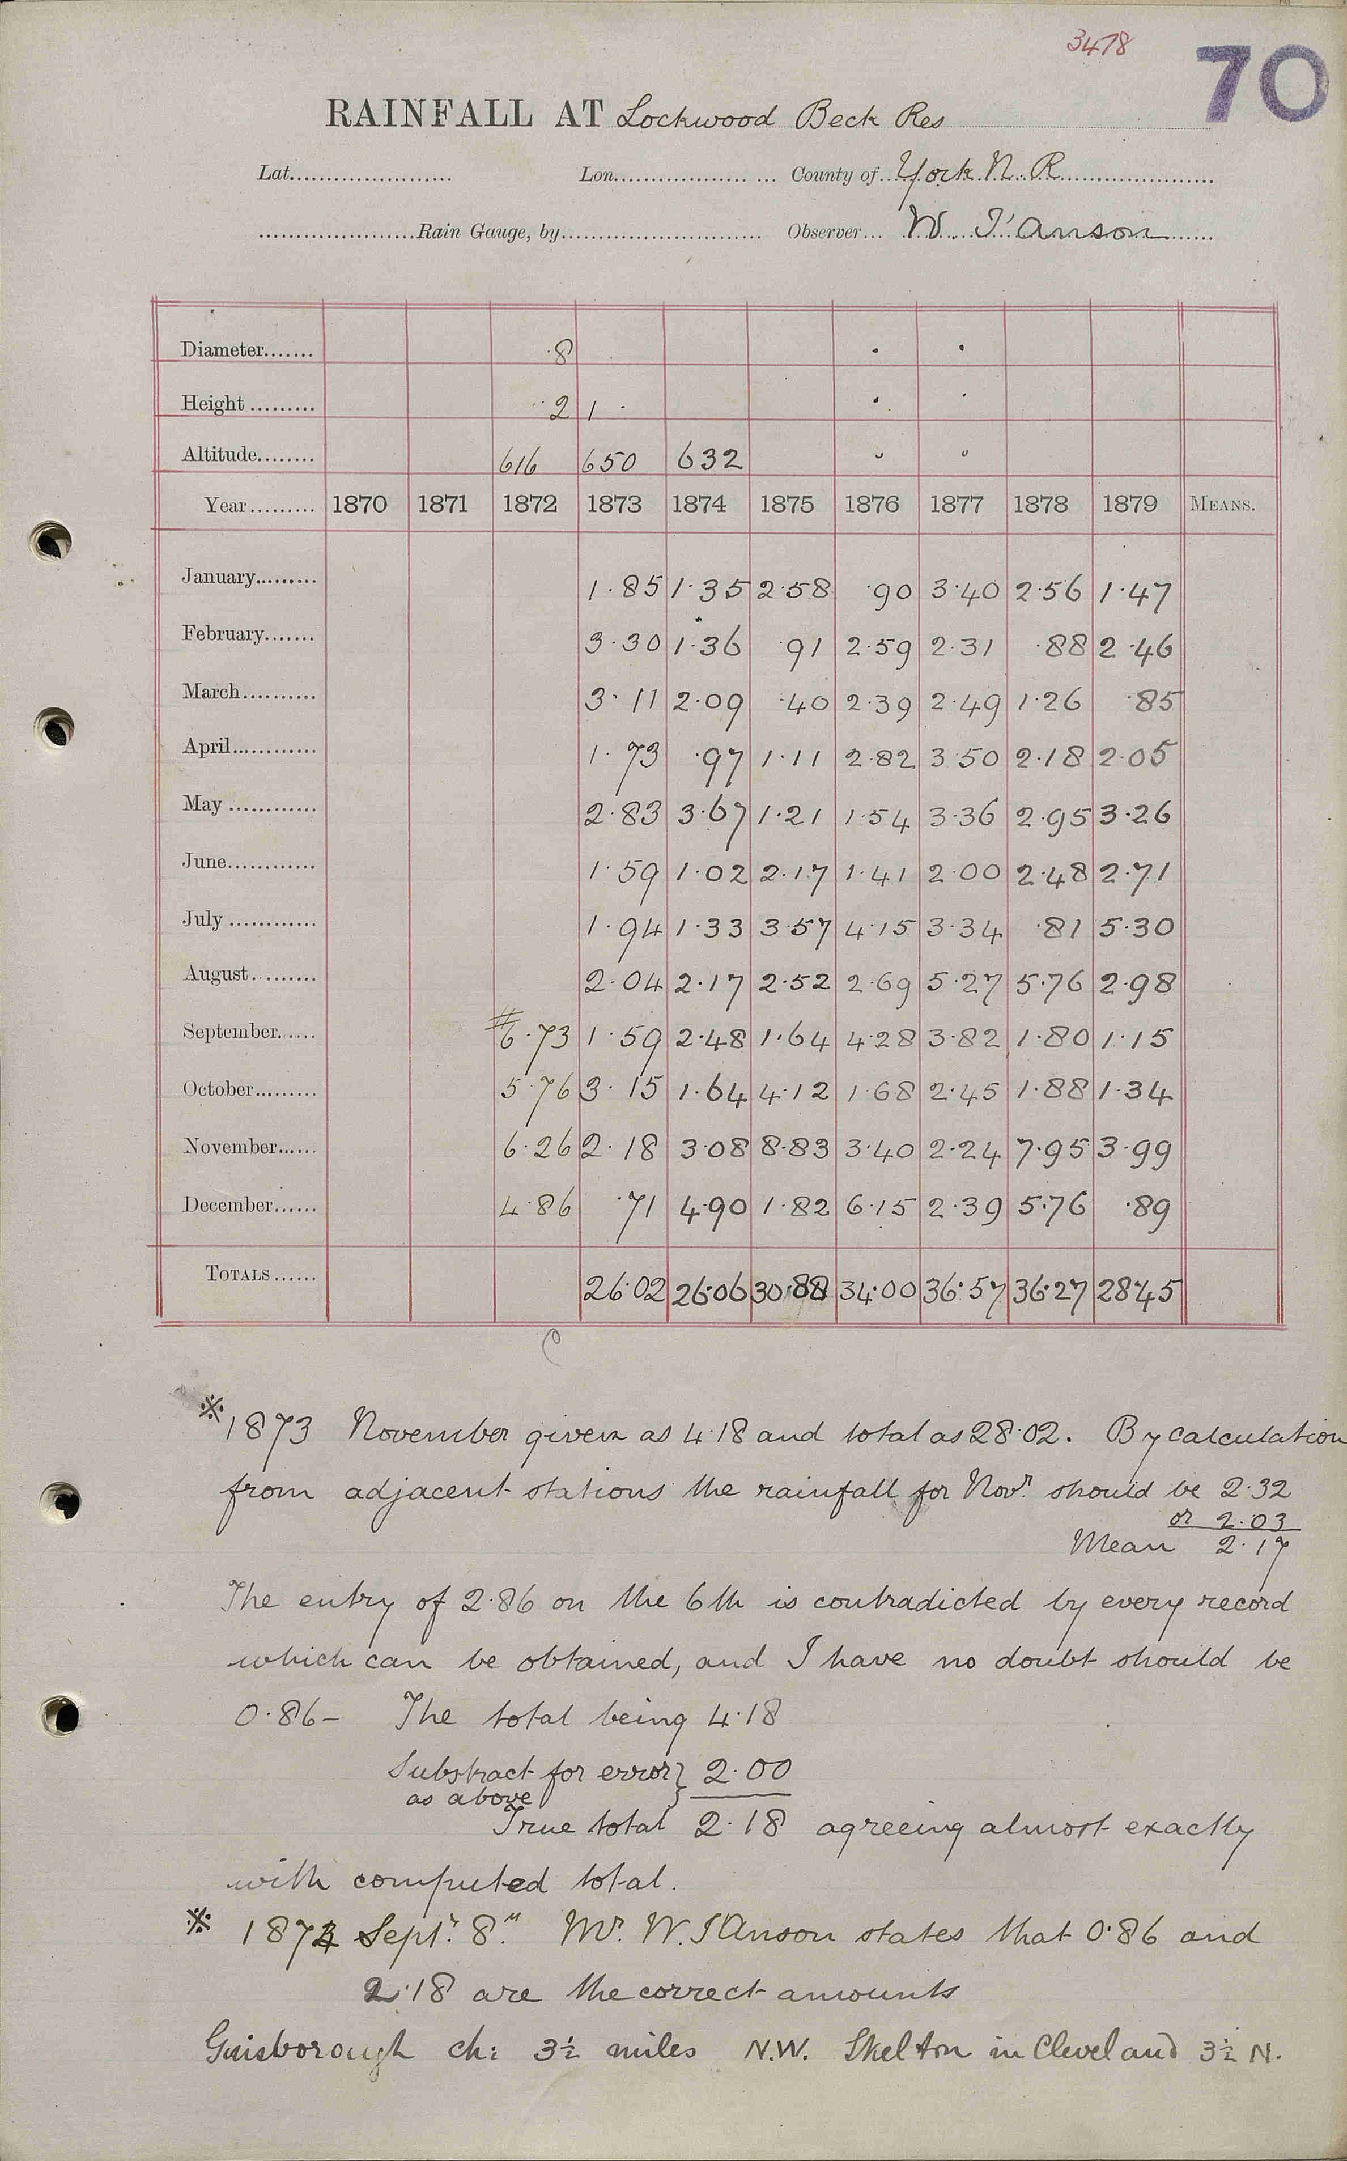 3478
70
RAINFALL AT Lockwood Beck Res
Lat...................... Lon................... ... County of York N. R
.....................Rain Gauge, by........................... Observer... W. I'Anson
Diameter....... ·8
Height ......... ·2 1
Altitude........ 616 650 632
Year......... 1870 1871 1872 1873 1874 1875 1876 1877 1878 1879 MEANS.
January......... 1·85 1·35 2·58 ·90 3·40 2·56 1·47
February....... 3·30 1·36 ·91 2·59 2·31 ·88 2·46
March.......... 3·11 2·09 ·40 2·39 2·49 1·26 ·85
April............ 1·73 ·97 1·11 2·82 3·50 2·18 2·05
May ............ 2·83 3·67 1·21 1·54 3·36 2·95 3·26
June............ 1·59 1·02 2·17 1·41 2·00 2·48 2·71
July ............ 1·94 1·33 3·57 4·15 3·34 ·81 5·30
August......... 2·04 2·17 2·52 2·69 5·27 5·76 2·98
September...... # 6·73 1·59 2·48 1·64 4·28 3·82 1·80 1·15
October......... 5·76 3·15 1·64 4·12 1·68 2·45 1·88 1·34
November...... 6·26 2·18 3·08 8·83 3·40 2·24 7·95 3·99
December...... 4·86 ·71 4·90 1·82 6·15 2·39 5·76 ·89
TOTALS...... 26·02 26·06 30·88 34·00 36·57 36·27 28·45
※ 1873 November given as 4·18 and total as 28·02. By calculation
from adjacent stations the rainfall for Novr should be 2·32
or 2·03
Mean 2·17
The entry of 2·86 on the 6th is contradicted by every record
which can be obtained, and I have no doubt should be
0·86– The total being 4·18
Substract for error } 2·00
as above
True total 2·18 agreeing almost exactly
with computed total.
※ 1874 Septr 8" Mr. W. I'Anson states that 0·86 and
2·18 are the correct amounts
Guisborough ch: 3½ miles N.W. Skelton in Cleveland 3½ N.